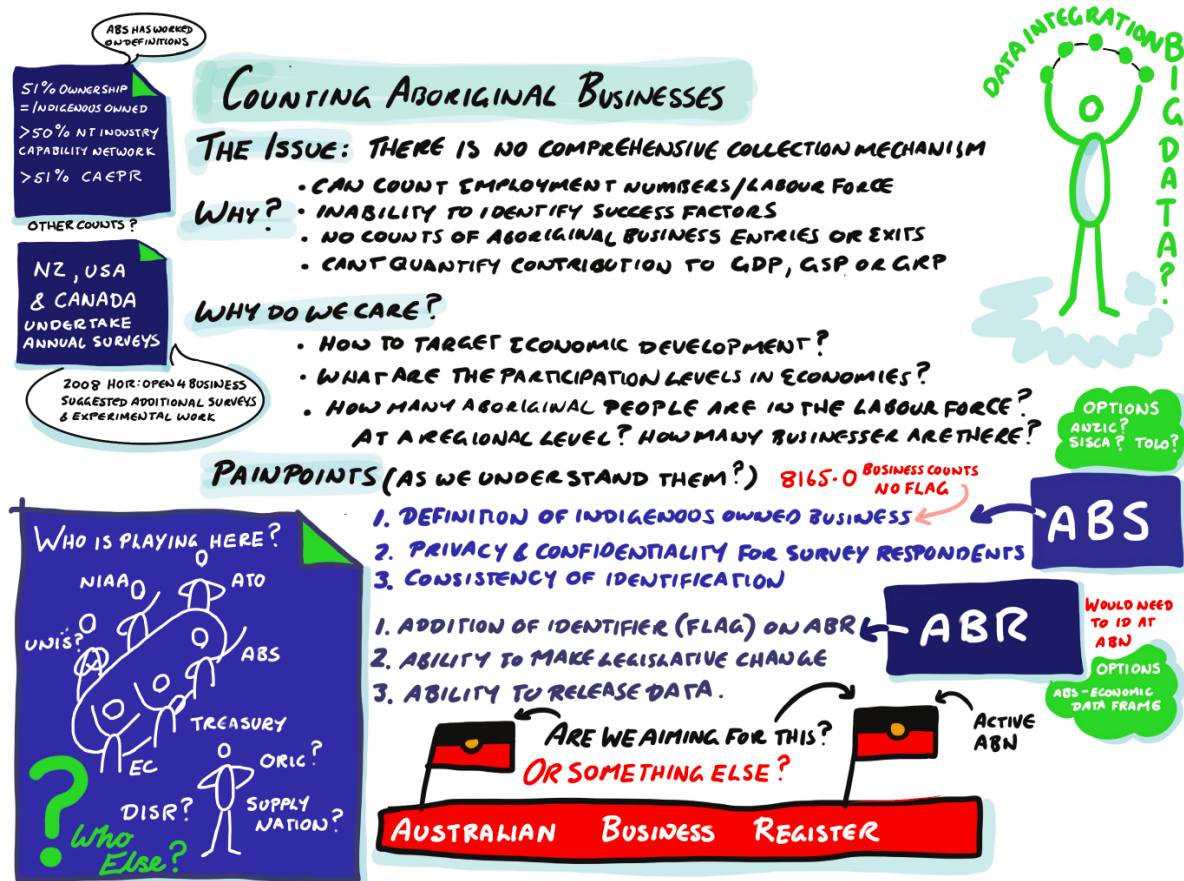 ABS HAS WORKED
ON DEFINITIONS
51% OWNERSHIP
= INDIGENOUS OWNED
>50% NT INDUSTRY
CAPABILITY NETWORK
>51% CAEPR
OTHER COUNTS?
NZ, USA
& CANADA
UNDERTAKE
ANNUAL SURVEYS
2008 HOR: OPEN 4 BUSINESS
SUGGESTED ADDITIONAL SURVEYS
& EXPERIMENTAL WORK
COUNTING ABORIGINAL BUSINESSES
THE ISSUE: THERE IS NO COMPREHENSIVE COLLECTION MECHANISM
WHY?
• CAN COUNT EMPLOYMENT NUMBERS/LABOUR FORCE
• INABILITY TO IDENTIFY SUCCESS FACTORS
• NO COUNTS OF ABORIGINAL BUSINESS ENTRIES OR EXITS
• CANT QUANTIFY CONTRIBUTION TO GDP, GSP OR GRP
WHY DO WE CARE?
• HOW TO TARGET ECONOMIC DEVELOPMENT?
• WHAT ARE THE PARTICIPATION LEVELS IN ECONOMIES?
• HOW MANY ABORIGINAL PEOPLE ARE IN THE LABOUR FORCE?
AT A REGIONAL LEVEL? HOW MANY BUSINESSER ARE THERE?
DATA INTEGRATION
BIG DATA?
PAINPOINTS (AS WE UNDERSTAND THEM?)
8165.0 BUSINESS COUNTS
NO FLAG
1. DEFINITION OF INDIGENOUS OWNED BUSINESS
2. PRIVACY & CONFIDENTIALITY FOR SURVEY RESPONDENTS
3. CONSISTENCY OF IDENTIFICATION
OPTIONS
ANZIC?
SISCA? TOLO?
ABS
1. ADDITION OF IDENTIFIER (FLAG) ON ABR
2. ABILITY TO MAKE LEGISLATIVE CHANGE
3. ABILITY TO RELEASE DATA.
ABR
WOULD NEED
TO ID AT
ABN
OPTIONS
ABS - ECONOMIC
DATA FRAME
WHO IS PLAYING HERE?
NIAA
ATO
UNIS?
ABS
TREASURY
EC
ORIC?
DISR?
SUPPLY
NATION?
? WHO
ELSE?
ARE WE AIMING FOR THIS?
OR SOMETHING ELSE?
ACTIVE
ABN
AUSTRALIAN BUSINESS REGISTER